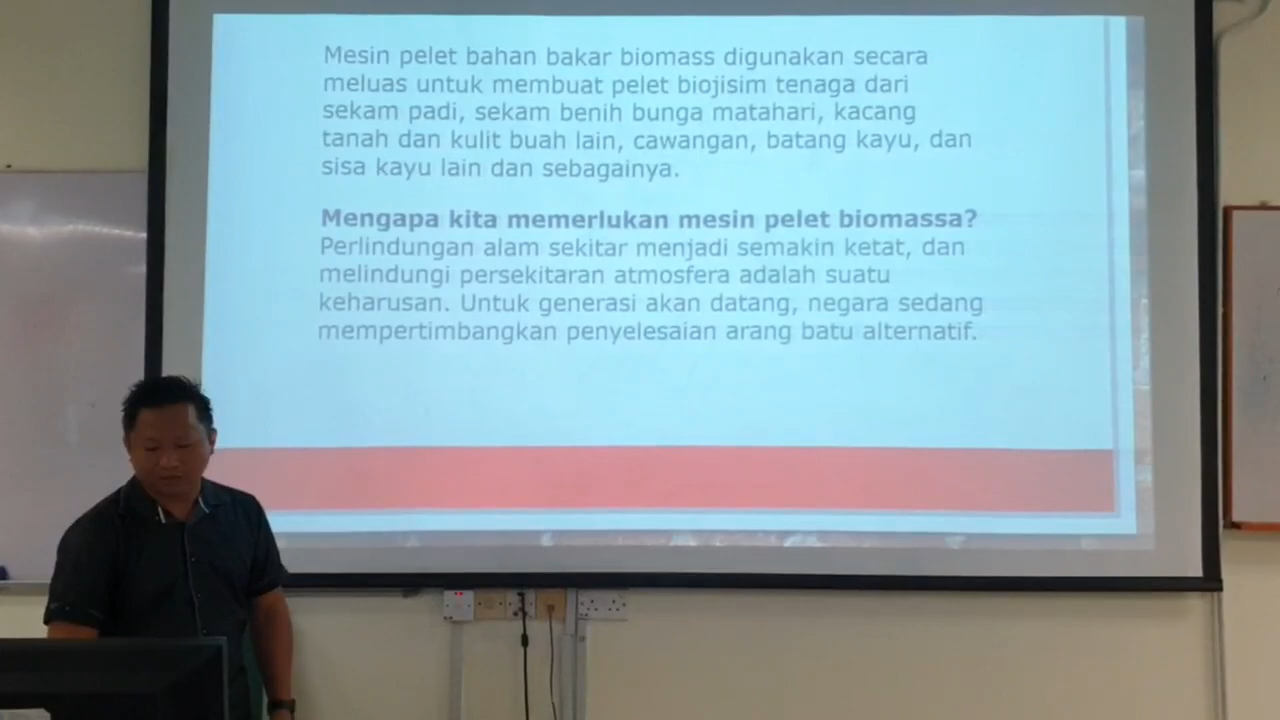 Mesin pelet bahan bakar biomass digunakan secara
meluas untuk membuat pelet biojisim tenaga dari
sekam padi, sekam benih bunga matahari, kacang
tanah dan kulit buah lain, cawangan, batang kayu, dan
sisa kayu lain dan sebagainya.
Mengapa kita memerlukan mesin pelet biomassa?
Perlindungan alam sekitar menjadi semakin ketat, dan
melindungi persekitaran atmosfera adalah suatu
keharusan. Untuk generasi akan datang, negara sedang
mempertimbangkan penyelesaian arang batu alternatif.